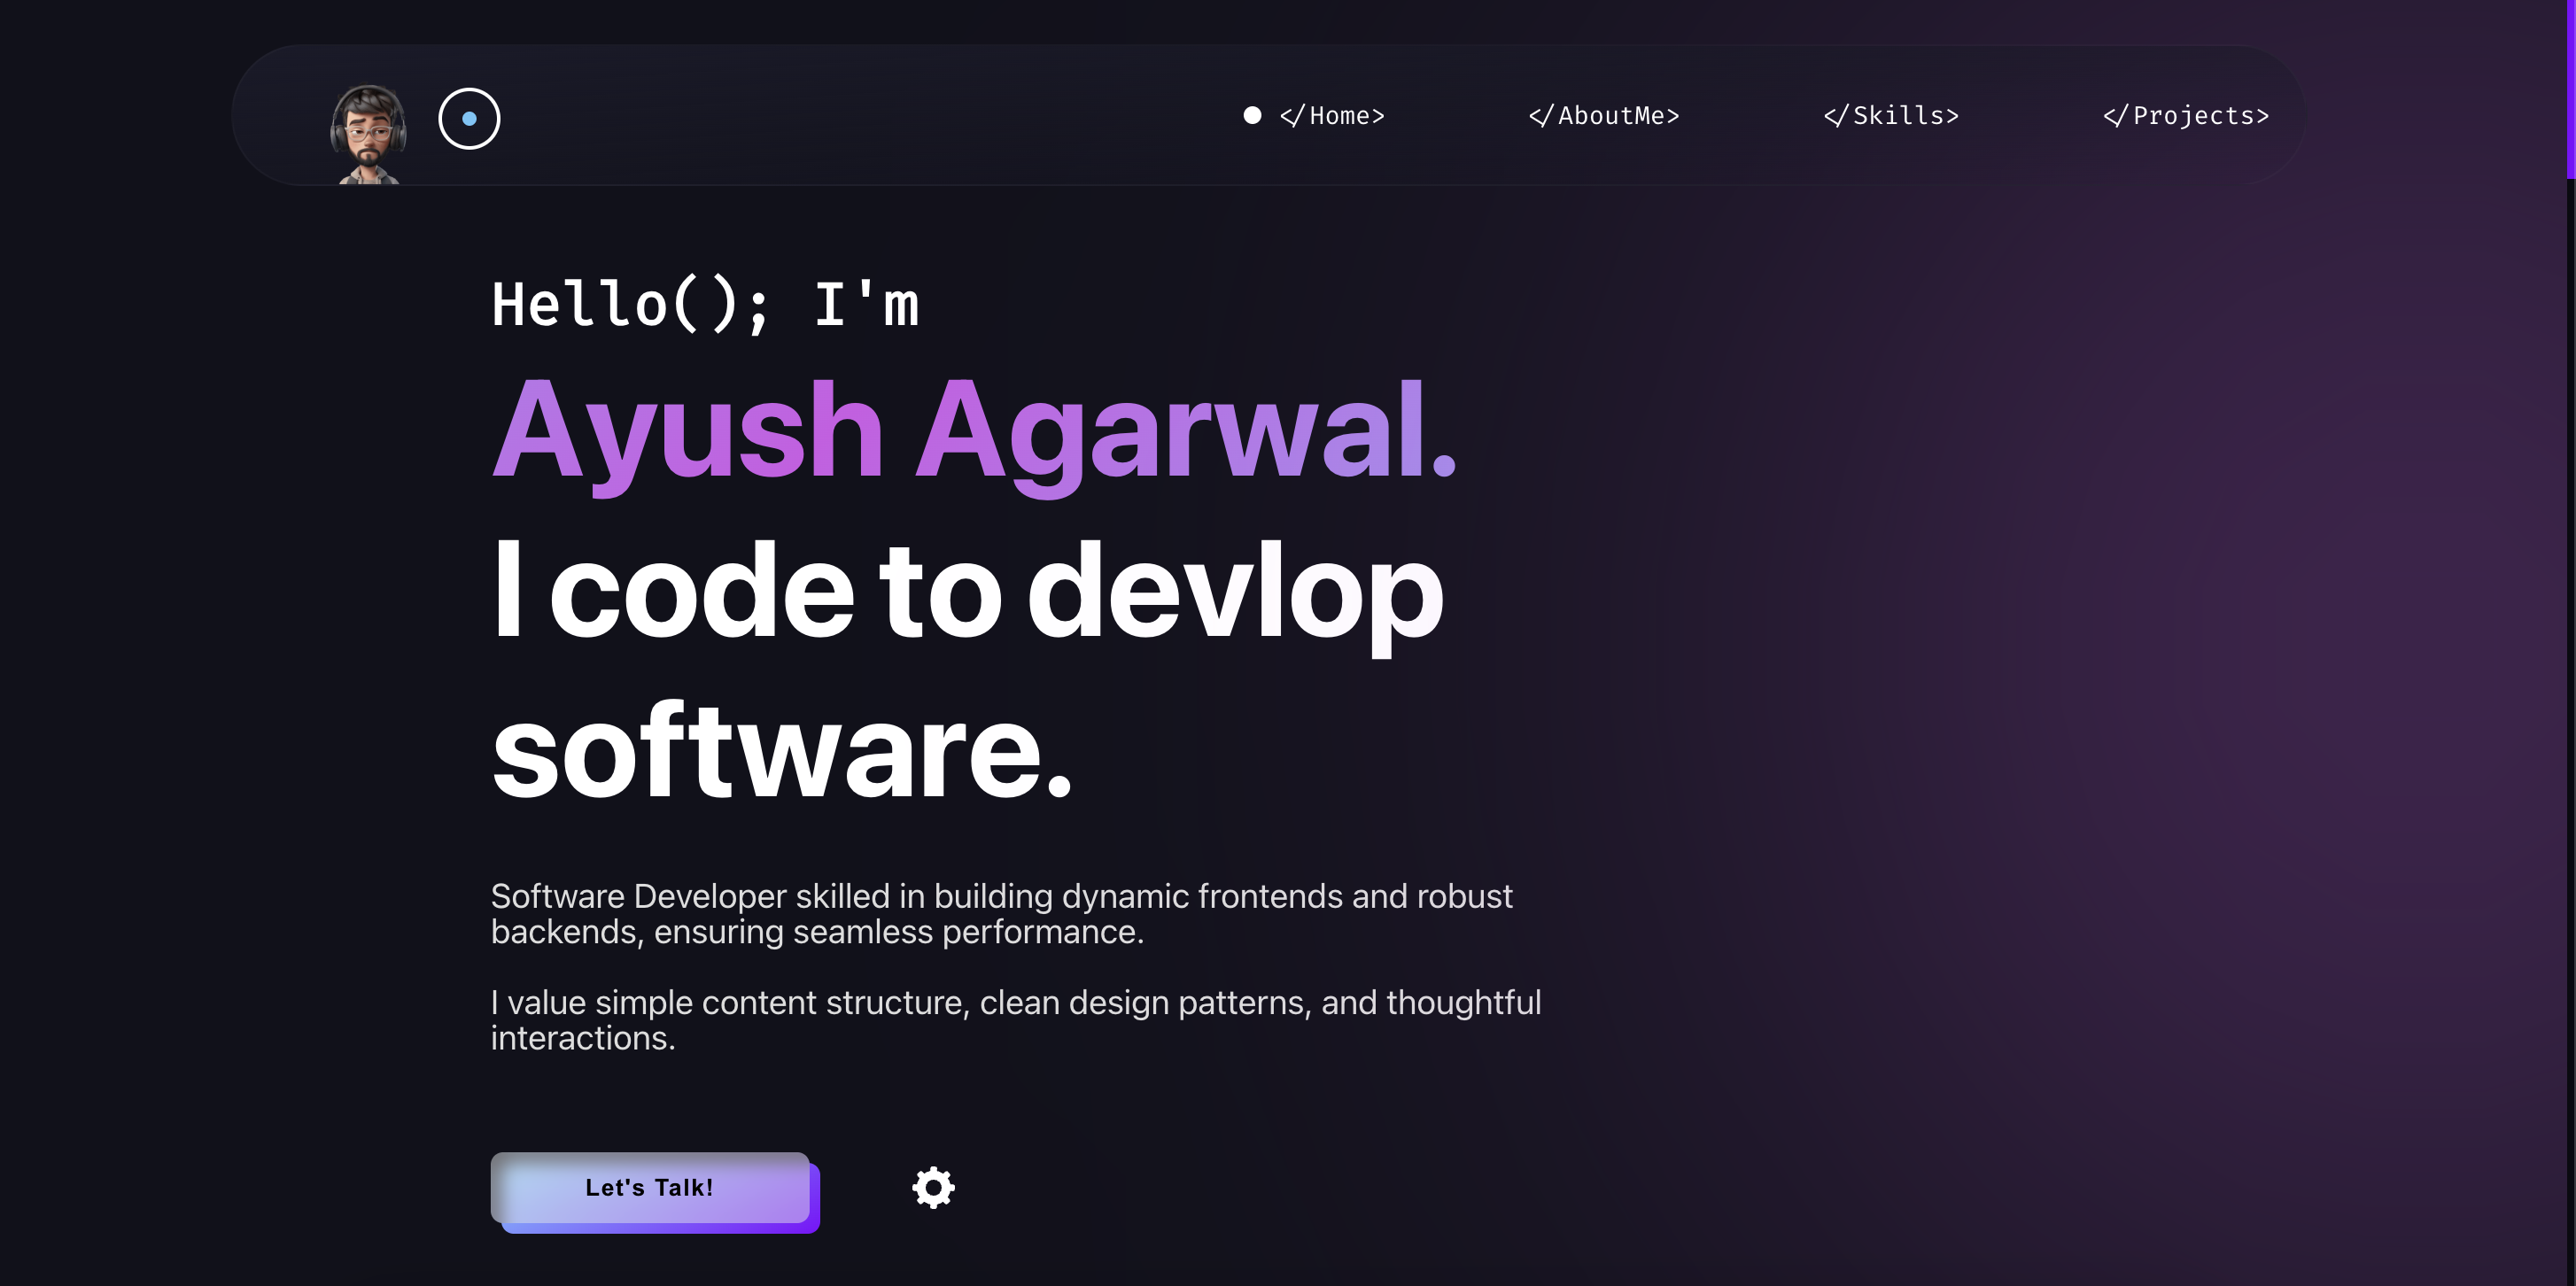 </Home>
</AboutMe>
</Skills>
</Projects>
Hello(); I'm
Ayush Agarwal.
I code to devlop
software.
Software Developer skilled in building dynamic frontends and robust
backends, ensuring seamless performance.
I value simple content structure, clean design patterns, and thoughtful
interactions.
Let's Talk!